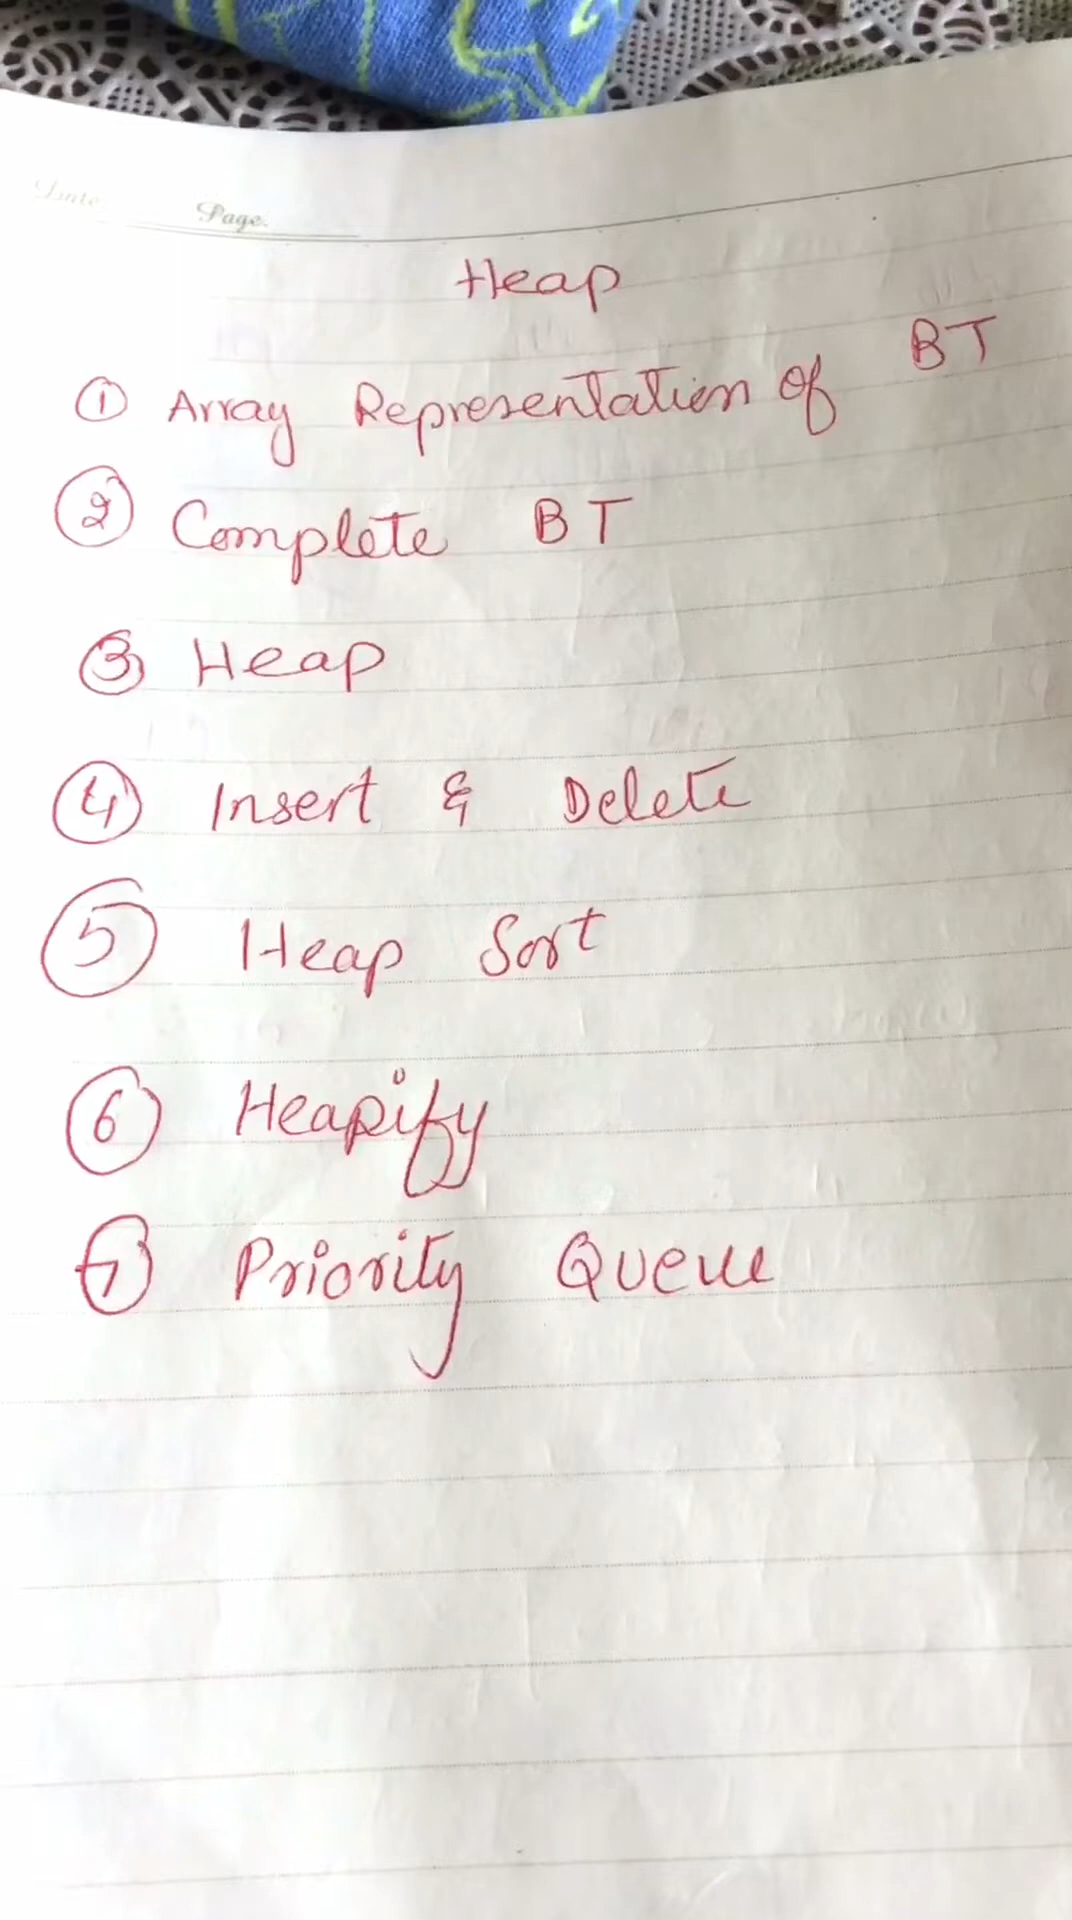 Date Page.
Heap
① Array Representation of BT
② Complete BT
③ Heap
④ Insert & Delete
⑤ Heap Sort
⑥ Heapify
⑦ Priority Queue